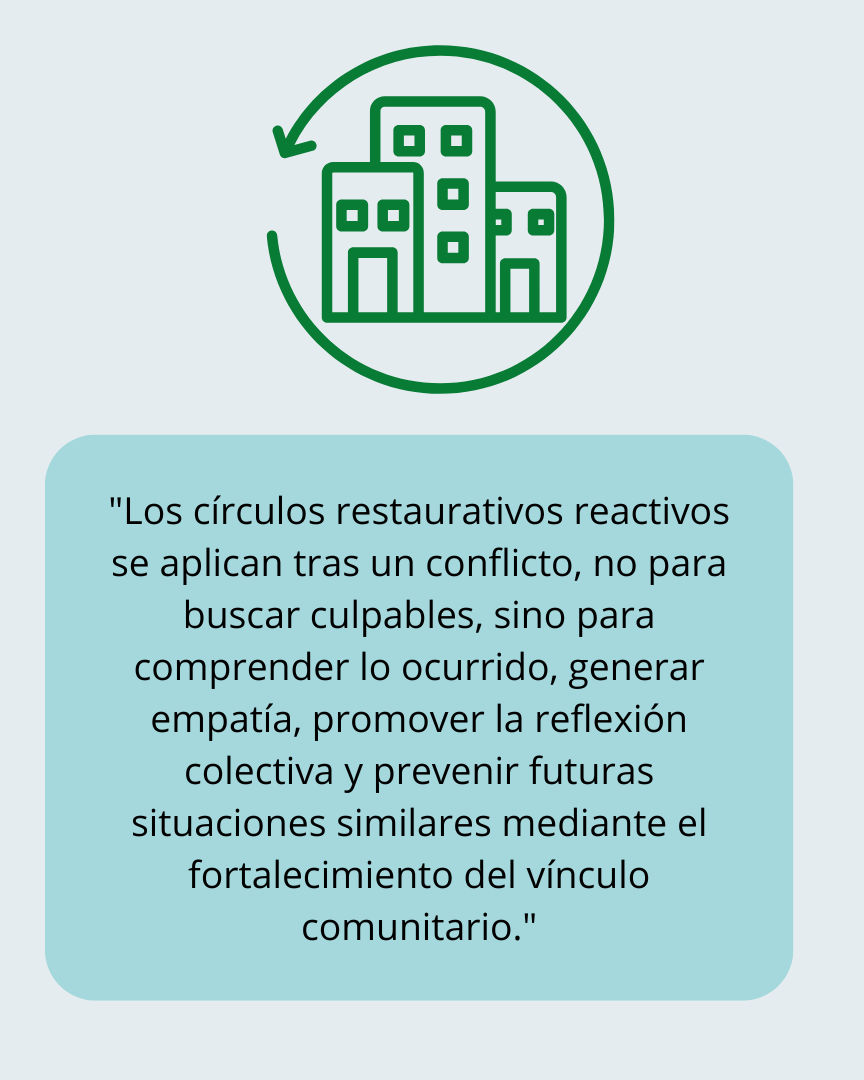 "Los círculos restaurativos reactivos
se aplican tras un conflicto, no para
buscar culpables, sino para
comprender lo ocurrido, generar
empatía, promover la reflexión
colectiva y prevenir futuras
situaciones similares mediante el
fortalecimiento del vínculo
comunitario."